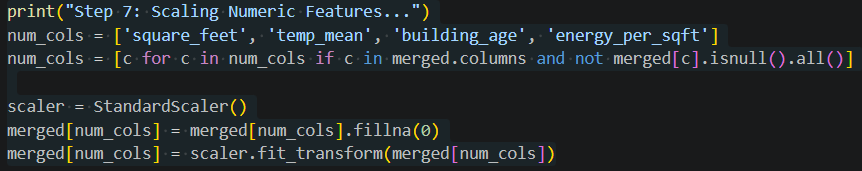 print("Step 7: Scaling Numeric Features...")
num_cols = ['square_feet', 'temp_mean', 'building_age', 'energy_per_sqft']
num_cols = [c for c in num_cols if c in merged.columns and not merged[c].isnull().all()]
scaler = StandardScaler()
merged[num_cols] = merged[num_cols].fillna(0)
merged[num_cols] = scaler.fit_transform(merged[num_cols])